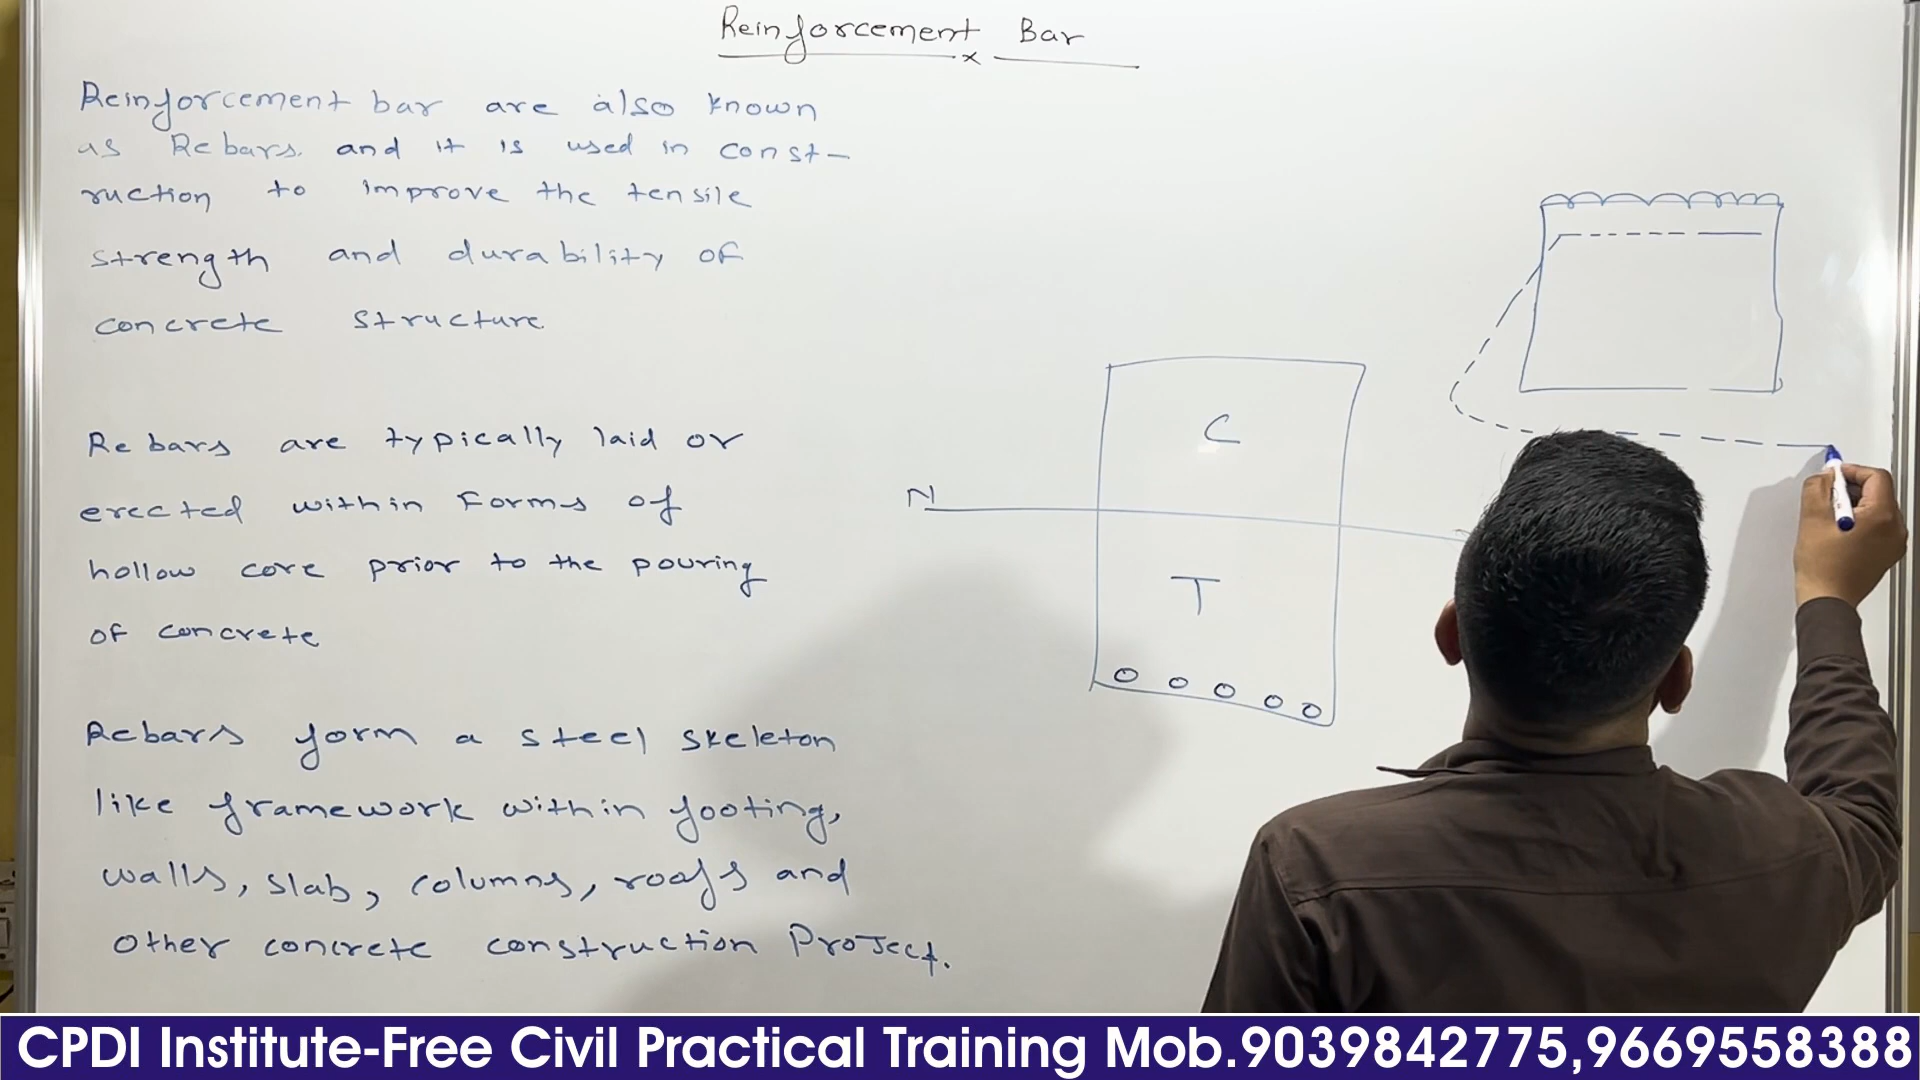 Reinforcement Bar
x
Reinforcement bar are also known
as Rebars. and it is used in const-
ruction to improve the tensile
strength and durability of
concrete structure.
Rebars are typically laid or
erected within Forms of
hollow core prior to the pouring
of concrete
Rebars form a steel skeleton
like framework within footing,
walls, slab, columns, roofs and
other concrete construction Project.
C
N
T
CPDI Institute-Free Civil Practical Training Mob.9039842775,9669558388